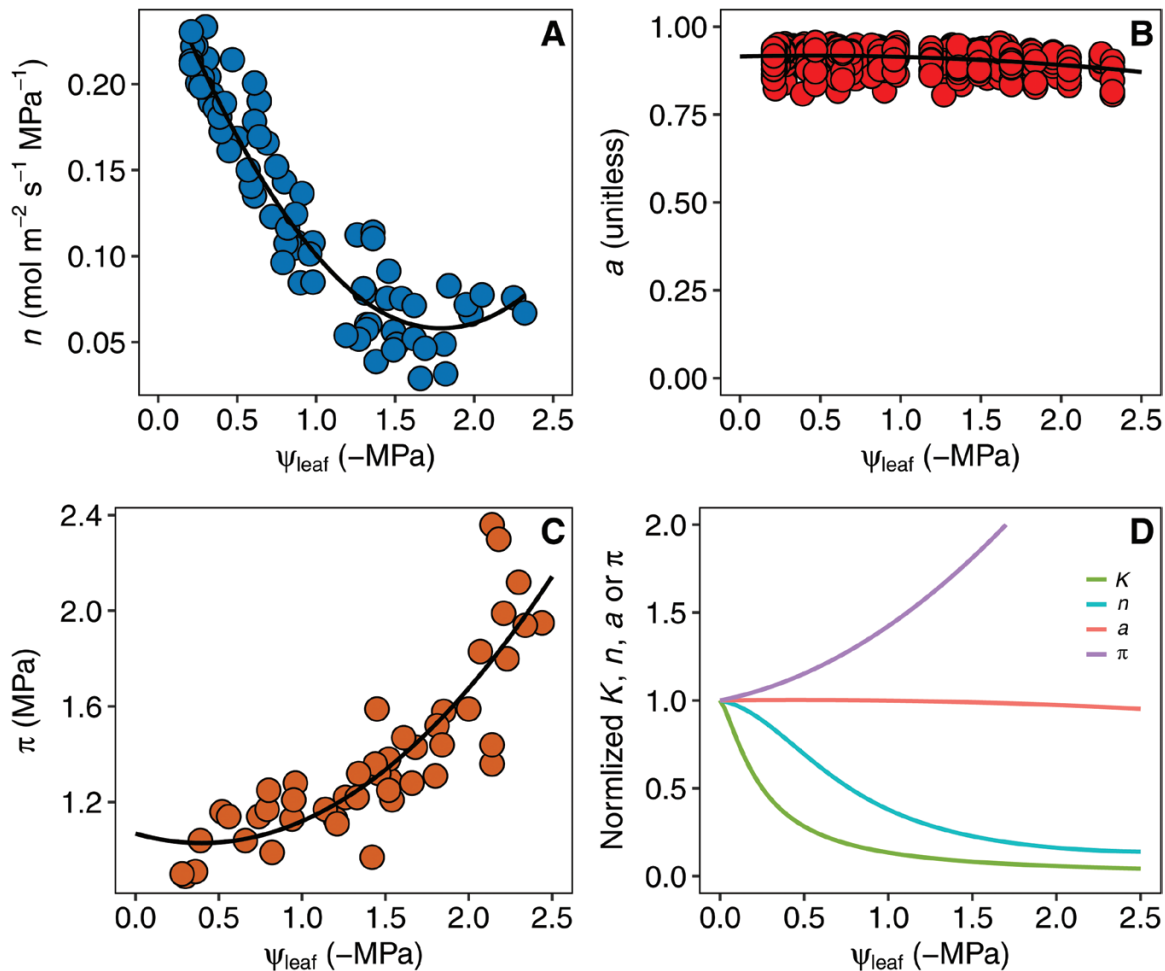 A
n (mol m⁻² s⁻¹ MPa⁻¹)
0.20
0.15
0.10
0.05
0.0 0.5 1.0 1.5 2.0 2.5
ψleaf (−MPa)
B
a (unitless)
1.00
0.75
0.50
0.25
0.00
0.0 0.5 1.0 1.5 2.0 2.5
ψleaf (−MPa)
C
π (MPa)
2.4
2.0
1.6
1.2
0.0 0.5 1.0 1.5 2.0 2.5
ψleaf (−MPa)
D
Normlized K, n, a or π
2.0
1.5
1.0
0.5
0.0
K
n
a
π
0.0 0.5 1.0 1.5 2.0 2.5
ψleaf (−MPa)